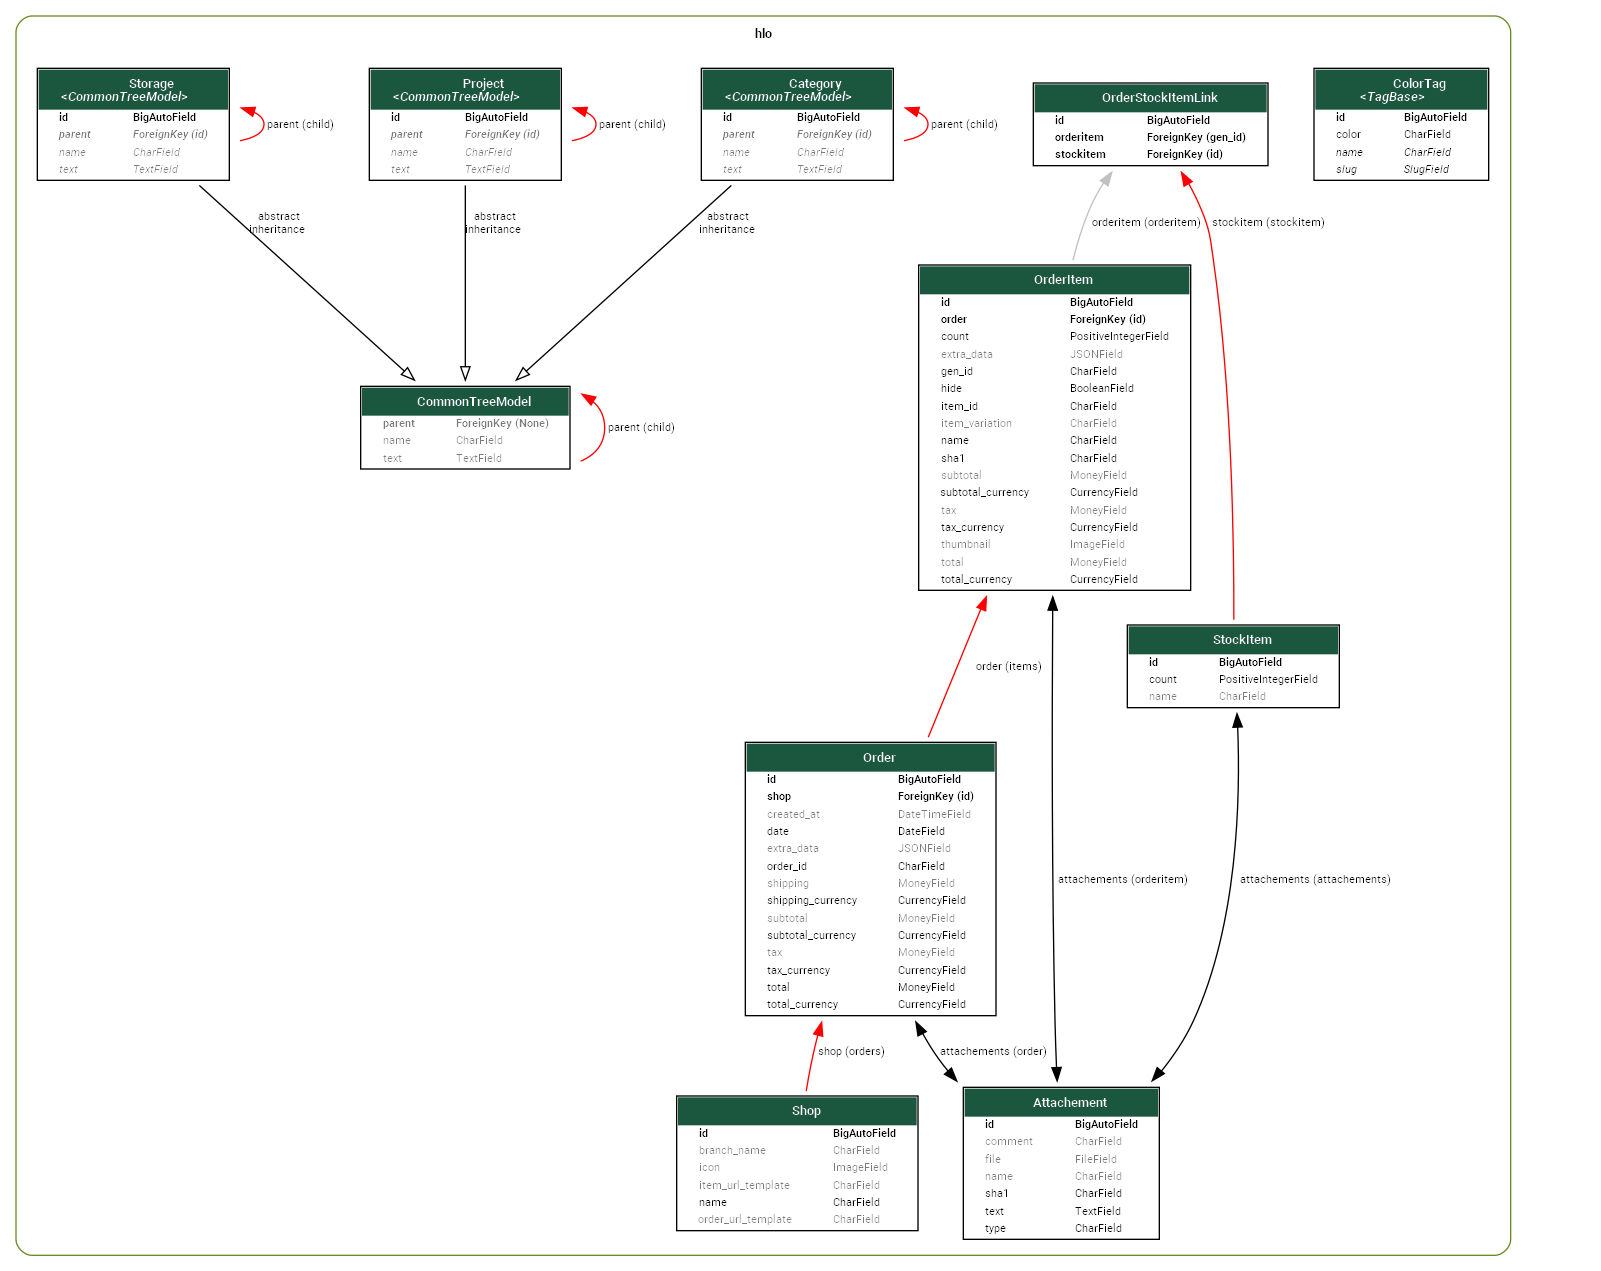 hlo
Storage
<CommonTreeModel>
id BigAutoField
parent ForeignKey (id)
name CharField
text TextField
parent (child)
Project
<CommonTreeModel>
id BigAutoField
parent ForeignKey (id)
name CharField
text TextField
parent (child)
Category
<CommonTreeModel>
id BigAutoField
parent ForeignKey (id)
name CharField
text TextField
parent (child)
OrderStockItemLink
id BigAutoField
orderitem ForeignKey (gen_id)
stockitem ForeignKey (id)
ColorTag
<TagBase>
id BigAutoField
color CharField
name CharField
slug SlugField
abstract
inheritance
abstract
inheritance
abstract
inheritance
orderitem (orderitem)
stockitem (stockitem)
CommonTreeModel
parent ForeignKey (None)
name CharField
text TextField
parent (child)
OrderItem
id BigAutoField
order ForeignKey (id)
count PositiveIntegerField
extra_data JSONField
gen_id CharField
hide BooleanField
item_id CharField
item_variation CharField
name CharField
sha1 CharField
subtotal MoneyField
subtotal_currency CurrencyField
tax MoneyField
tax_currency CurrencyField
thumbnail ImageField
total MoneyField
total_currency CurrencyField
order (items)
StockItem
id BigAutoField
count PositiveIntegerField
name CharField
Order
id BigAutoField
shop ForeignKey (id)
created_at DateTimeField
date DateField
extra_data JSONField
order_id CharField
shipping MoneyField
shipping_currency CurrencyField
subtotal MoneyField
subtotal_currency CurrencyField
tax MoneyField
tax_currency CurrencyField
total MoneyField
total_currency CurrencyField
attachements (orderitem)
attachements (attachements)
shop (orders)
attachements (order)
Shop
id BigAutoField
branch_name CharField
icon ImageField
item_url_template CharField
name CharField
order_url_template CharField
Attachement
id BigAutoField
comment CharField
file FileField
name CharField
sha1 CharField
text TextField
type CharField